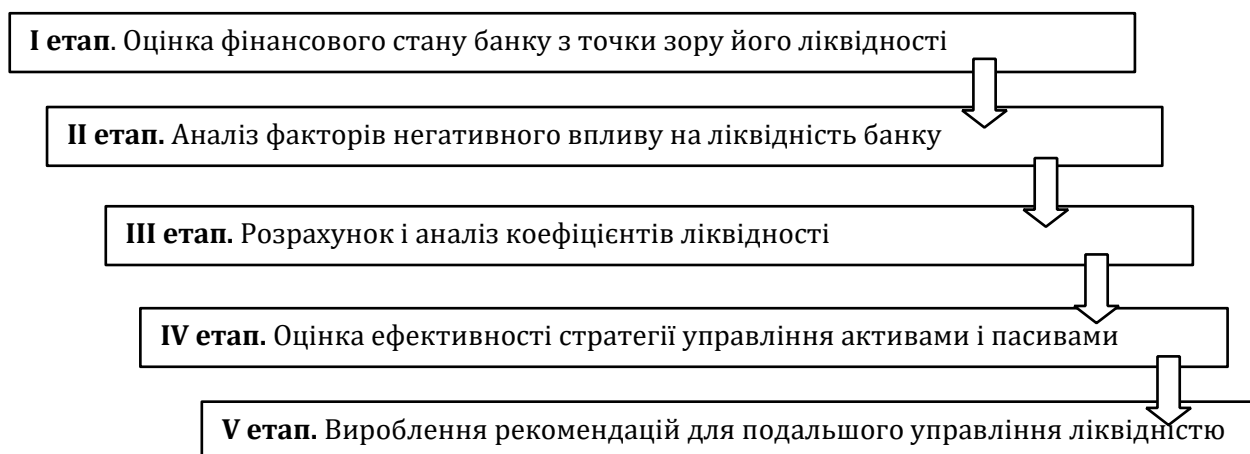 I етап. Оцінка фінансового стану банку з точки зору його ліквідності
II етап. Аналіз факторів негативного впливу на ліквідність банку
III етап. Розрахунок і аналіз коефіцієнтів ліквідності
IV етап. Оцінка ефективності стратегії управління активами і пасивами
V етап. Вироблення рекомендацій для подальшого управління ліквідністю